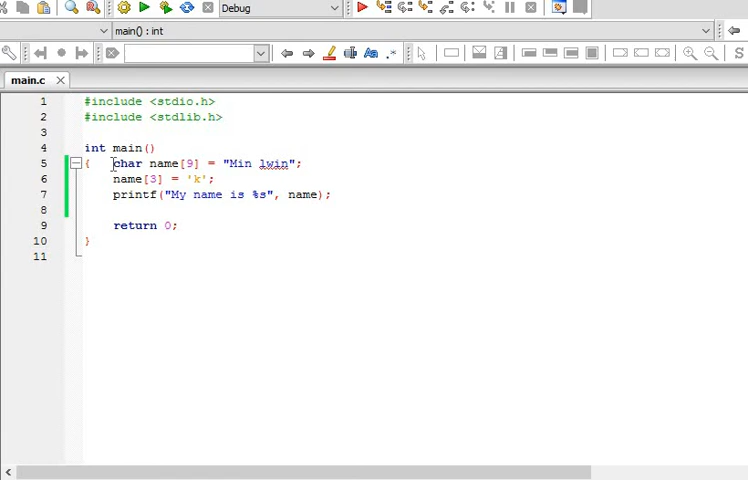 Debug
main() : int
Aa .*
S
main.c
1 #include <stdio.h>
2 #include <stdlib.h>
3
4 int main()
5 { char name[9] = "Min lwin";
6 name[3] = 'k';
7 printf("My name is %s", name);
8
9 return 0;
10 }
11